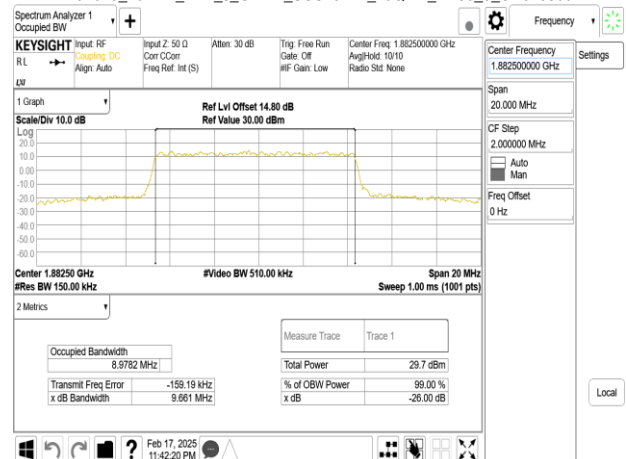 Spectrum Analyzer 1
Occupied BW
Frequency
KEYSIGHT
RL
Input: RF
Coupling: DC
Align: Auto
Input Z: 50 Ω
Corr CCorr
Freq Ref: Int (S)
Atten: 30 dB
Trig: Free Run
Gate: Off
#IF Gain: Low
Center Freq: 1.882500000 GHz
Avg|Hold: 10/10
Radio Std: None
LXI
Center Frequency
1.882500000 GHz
Settings
Span
20.000 MHz
CF Step
2.000000 MHz
Auto
Man
Freq Offset
0 Hz
1 Graph
Scale/Div 10.0 dB
Ref Lvl Offset 14.80 dB
Ref Value 30.00 dBm
Log
20.0
10.0
0.00
-10.0
-20.0
-30.0
-40.0
-50.0
-60.0
Center 1.88250 GHz
#Video BW 510.00 kHz
Span 20 MHz
#Res BW 150.00 kHz
Sweep 1.00 ms (1001 pts)
2 Metrics
Measure Trace
Trace 1
Occupied Bandwidth
8.9782 MHz
Total Power
29.7 dBm
Transmit Freq Error
-159.19 kHz
% of OBW Power
99.00 %
x dB Bandwidth
9.661 MHz
x dB
-26.00 dB
Local
?
Feb 17, 2025
11:42:20 PM